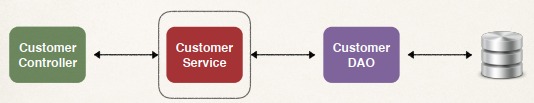 Customer
Controller
Customer
Service
Customer
DAO